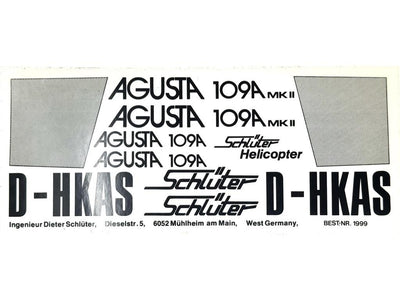 AGUSTA 109A MK II
AGUSTA 109A MK II
AGUSTA 109A
Schlüter
Helicopter
AGUSTA 109A
D-HKAS
Schlüter
Schlüter
D-HKAS
Ingenieur Dieter Schlüter, Dieselstr. 5, 6052 Mühlheim am Main, West Germany, BEST-NR. 1999